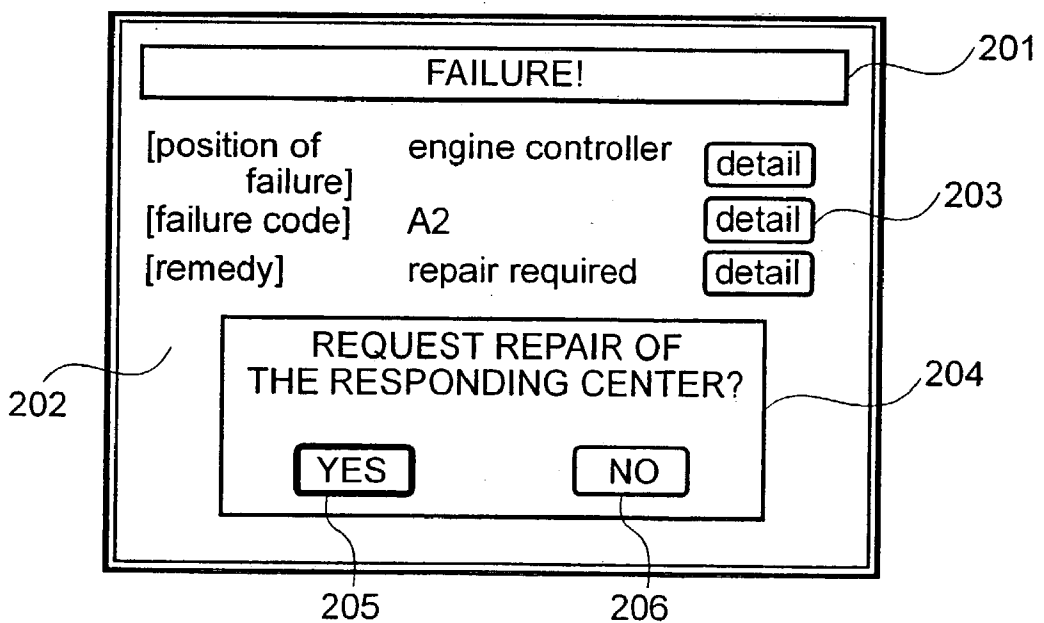 FAILURE!
201
[position of
failure]
engine controller
detail
[failure code]
A2
detail
203
[remedy]
repair required
detail
202
REQUEST REPAIR OF
THE RESPONDING CENTER?
204
YES
NO
205
206